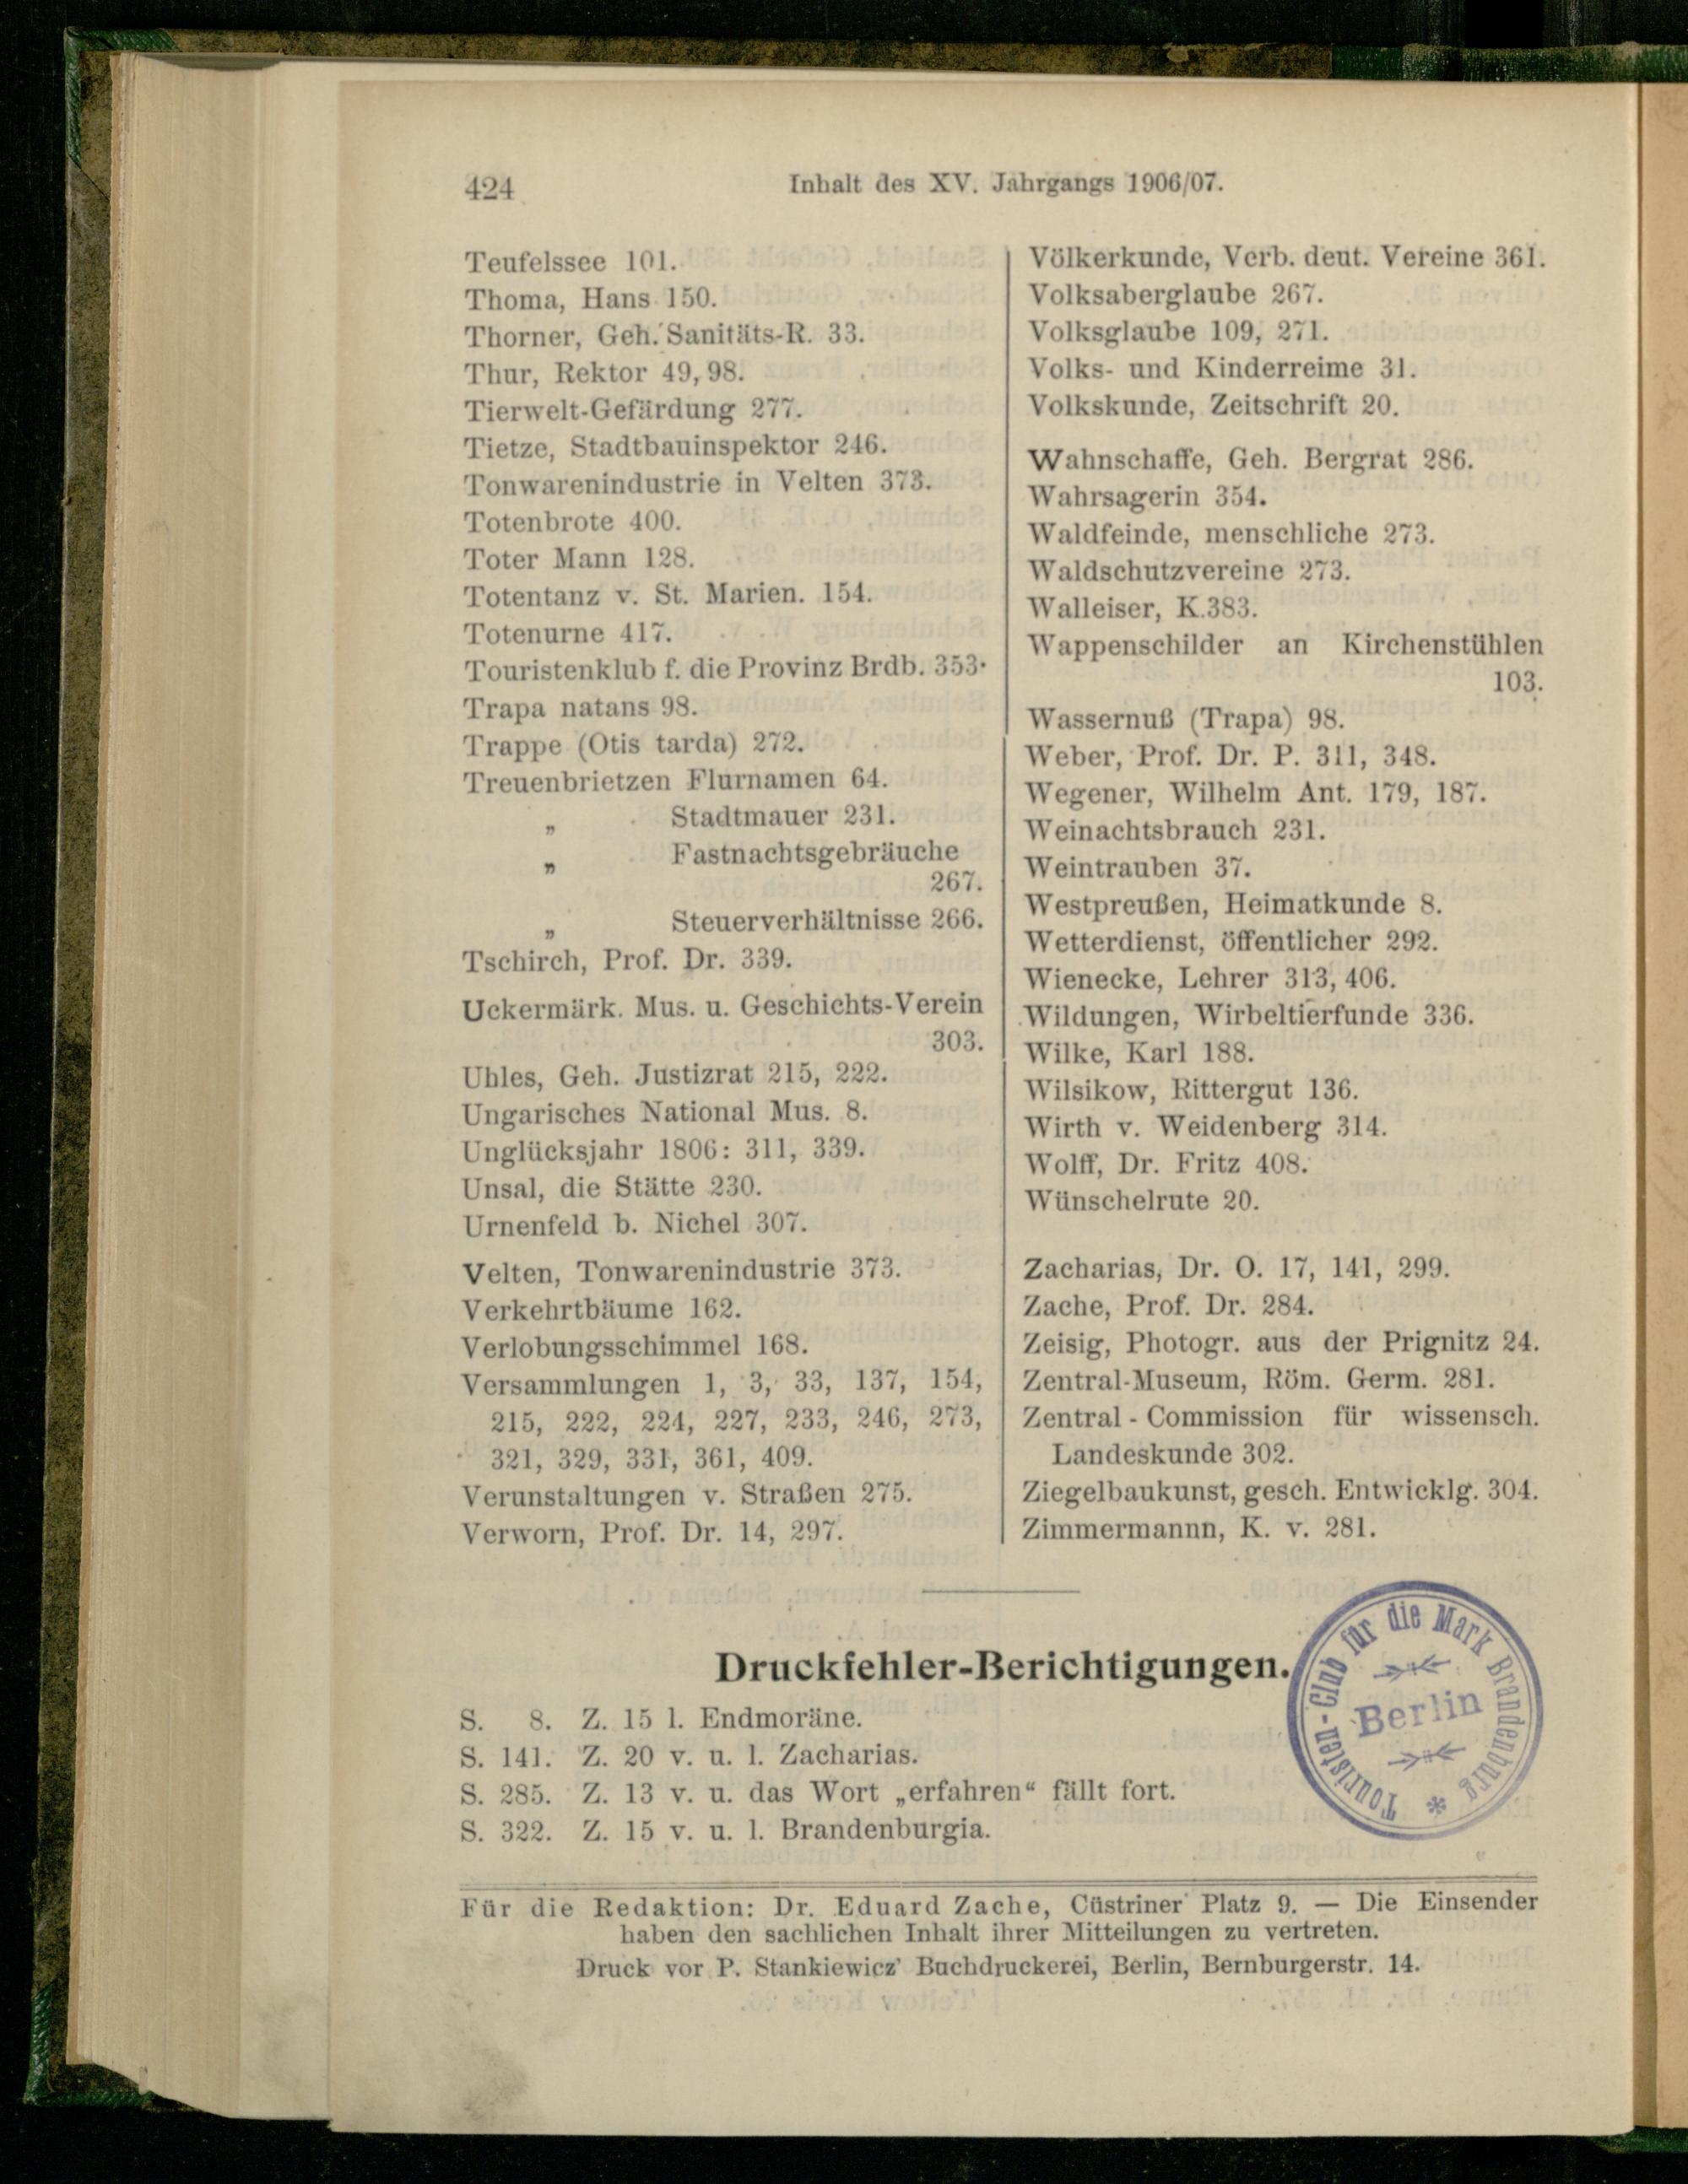 424
Inhalt des XV. Jahrgangs 1906/07.
Teufelssee 101.
Thoma, Hans 150.
Thorner, Geh. Sanitäts-R. 33.
Thur, Rektor 49, 98.
Tierwelt-Gefärdung 277.
Tietze, Stadtbauinspektor 246.
Tonwarenindustrie in Velten 373.
Totenbrote 400.
Toter Mann 128.
Totentanz v. St. Marien. 154.
Totenurne 417.
Touristenklub f. die Provinz Brdb. 353.
Trapa natans 98.
Trappe (Otis tarda) 272.
Treuenbrietzen Flurnamen 64.
„ Stadtmauer 231.
„ Fastnachtsgebräuche
267.
„ Steuerverhältnisse 266.
Tschirch, Prof. Dr. 339.
Uckermärk. Mus. u. Geschichts-Verein
303.
Uhles, Geh. Justizrat 215, 222.
Ungarisches National Mus. 8.
Unglücksjahr 1806: 311, 339.
Unsal, die Stätte 230.
Urnenfeld b. Nichel 307.
Velten, Tonwarenindustrie 373.
Verkehrtbäume 162.
Verlobungsschimmel 168.
Versammlungen 1, 3, 33, 137, 154,
215, 222, 224, 227, 233, 246, 273,
321, 329, 331, 361, 409.
Verunstaltungen v. Straßen 275.
Verworn, Prof. Dr. 14, 297.
Völkerkunde, Verb. deut. Vereine 361.
Volksaberglaube 267.
Volksglaube 109, 271.
Volks- und Kinderreime 31.
Volkskunde, Zeitschrift 20.
Wahnschaffe, Geh. Bergrat 286.
Wahrsagerin 354.
Waldfeinde, menschliche 273.
Waldschutzvereine 273.
Walleiser, K.383.
Wappenschilder an Kirchenstühlen
103.
Wassernuß (Trapa) 98.
Weber, Prof. Dr. P. 311, 348.
Wegener, Wilhelm Ant. 179, 187.
Weinachtsbrauch 231.
Weintrauben 37.
Westpreußen, Heimatkunde 8.
Wetterdienst, öffentlicher 292.
Wienecke, Lehrer 313, 406.
Wildungen, Wirbeltierfunde 336.
Wilke, Karl 188.
Wilsikow, Rittergut 136.
Wirth v. Weidenberg 314.
Wolff, Dr. Fritz 408.
Wünschelrute 20.
Zacharias, Dr. O. 17, 141, 299.
Zache, Prof. Dr. 284.
Zeisig, Photogr. aus der Prignitz 24.
Zentral-Museum, Röm. Germ. 281.
Zentral - Commission für wissensch.
Landeskunde 302.
Ziegelbaukunst, gesch. Entwicklg. 304.
Zimmermannn, K. v. 281.
Druckfehler-Berichtigungen.
S. 8. Z. 15 l. Endmoräne.
S. 141. Z. 20 v. u. l. Zacharias.
S. 285. Z. 13 v. u. das Wort „erfahren“ fällt fort.
S. 322. Z. 15 v. u. l. Brandenburgia.
Touristen-Club für die Mark Brandenburg *
Berlin
Für die Redaktion: Dr. Eduard Zache, Cüstriner Platz 9. — Die Einsender
haben den sachlichen Inhalt ihrer Mitteilungen zu vertreten.
Druck vor P. Stankiewicz' Buchdruckerei, Berlin, Bernburgerstr. 14.